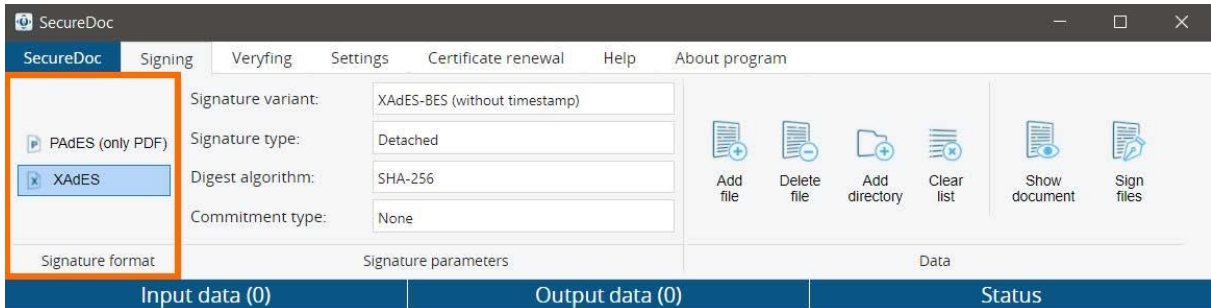 SecureDoc
SecureDoc Signing Veryfing Settings Certificate renewal Help About program
PAdES (only PDF)
XAdES
Signature format
Signature variant: XAdES-BES (without timestamp)
Signature type: Detached
Digest algorithm: SHA-256
Commitment type: None
Signature parameters
Add file
Delete file
Add directory
Clear list
Show document
Sign files
Data
Input data (0) Output data (0) Status